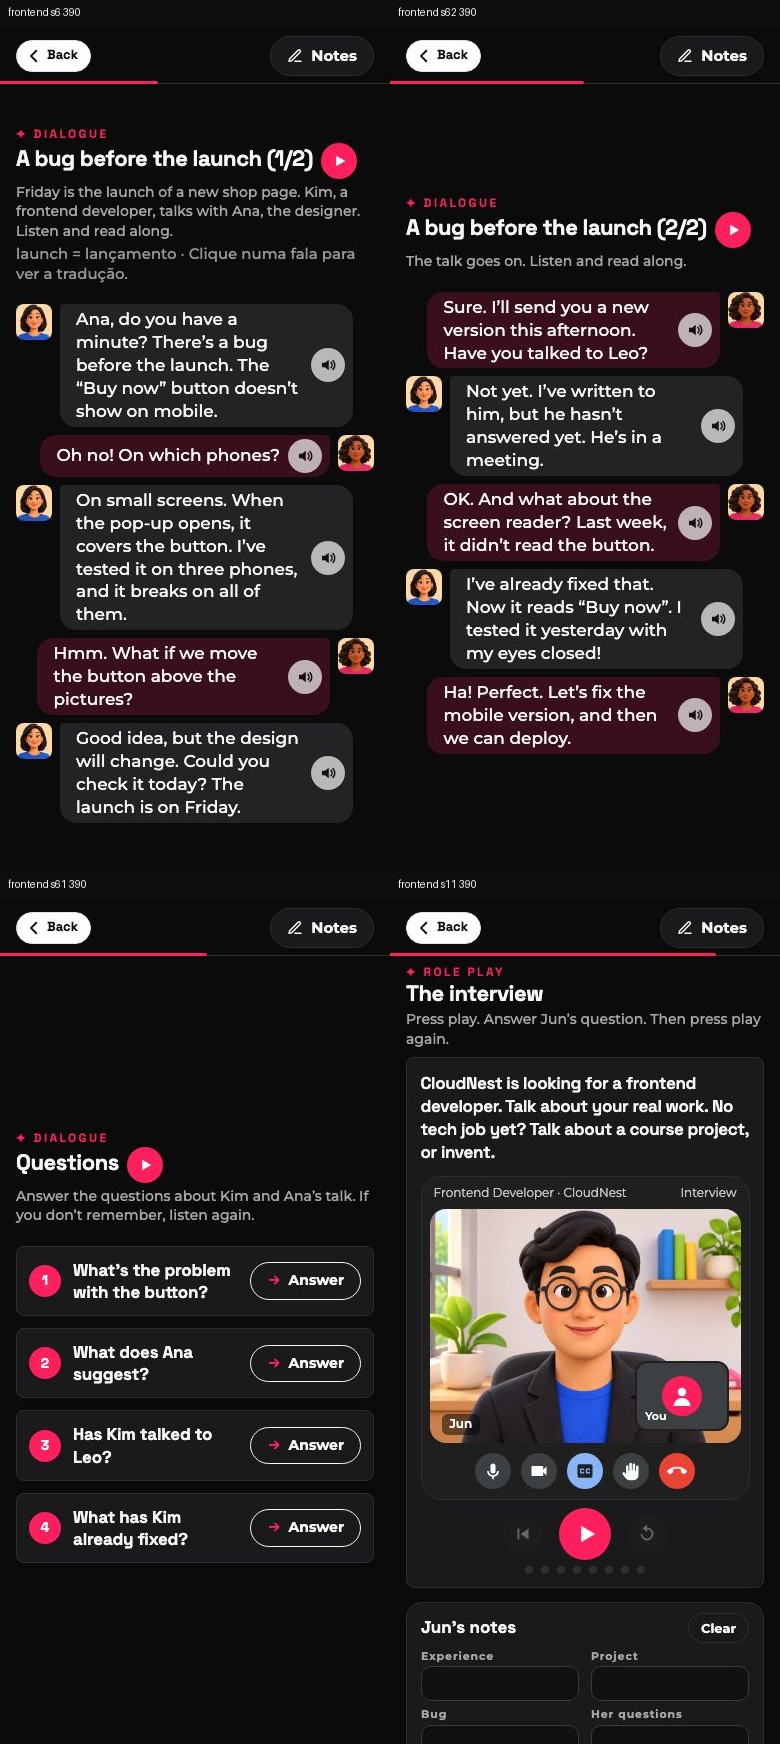 frontend s6 390
Back
Notes
✦ DIALOGUE
A bug before the launch (1/2)
Friday is the launch of a new shop page. Kim, a
frontend developer, talks with Ana, the designer.
Listen and read along.
launch = lançamento · Clique numa fala para
ver a tradução.
Ana, do you have a
minute? There’s a bug
before the launch. The
“Buy now” button doesn’t
show on mobile.
Oh no! On which phones?
On small screens. When
the pop-up opens, it
covers the button. I’ve
tested it on three phones,
and it breaks on all of
them.
Hmm. What if we move
the button above the
pictures?
Good idea, but the design
will change. Could you
check it today? The
launch is on Friday.
frontend s62 390
Back
Notes
✦ DIALOGUE
A bug before the launch (2/2)
The talk goes on. Listen and read along.
Sure. I’ll send you a new
version this afternoon.
Have you talked to Leo?
Not yet. I’ve written to
him, but he hasn’t
answered yet. He’s in a
meeting.
OK. And what about the
screen reader? Last week,
it didn’t read the button.
I’ve already fixed that.
Now it reads “Buy now”. I
tested it yesterday with
my eyes closed!
Ha! Perfect. Let’s fix the
mobile version, and then
we can deploy.
frontend s61 390
Back
Notes
✦ DIALOGUE
Questions
Answer the questions about Kim and Ana’s talk. If
you don’t remember, listen again.
1 What’s the problem
with the button?
→ Answer
2 What does Ana
suggest?
→ Answer
3 Has Kim talked to
Leo?
→ Answer
4 What has Kim
already fixed?
→ Answer
frontend s11 390
Back
Notes
✦ ROLE PLAY
The interview
Press play. Answer Jun’s question. Then press play
again.
CloudNest is looking for a frontend
developer. Talk about your real work. No
tech job yet? Talk about a course project,
or invent.
Frontend Developer · CloudNest
Interview
Jun
You
CC
Jun’s notes
Clear
Experience
Project
Bug
Her questions